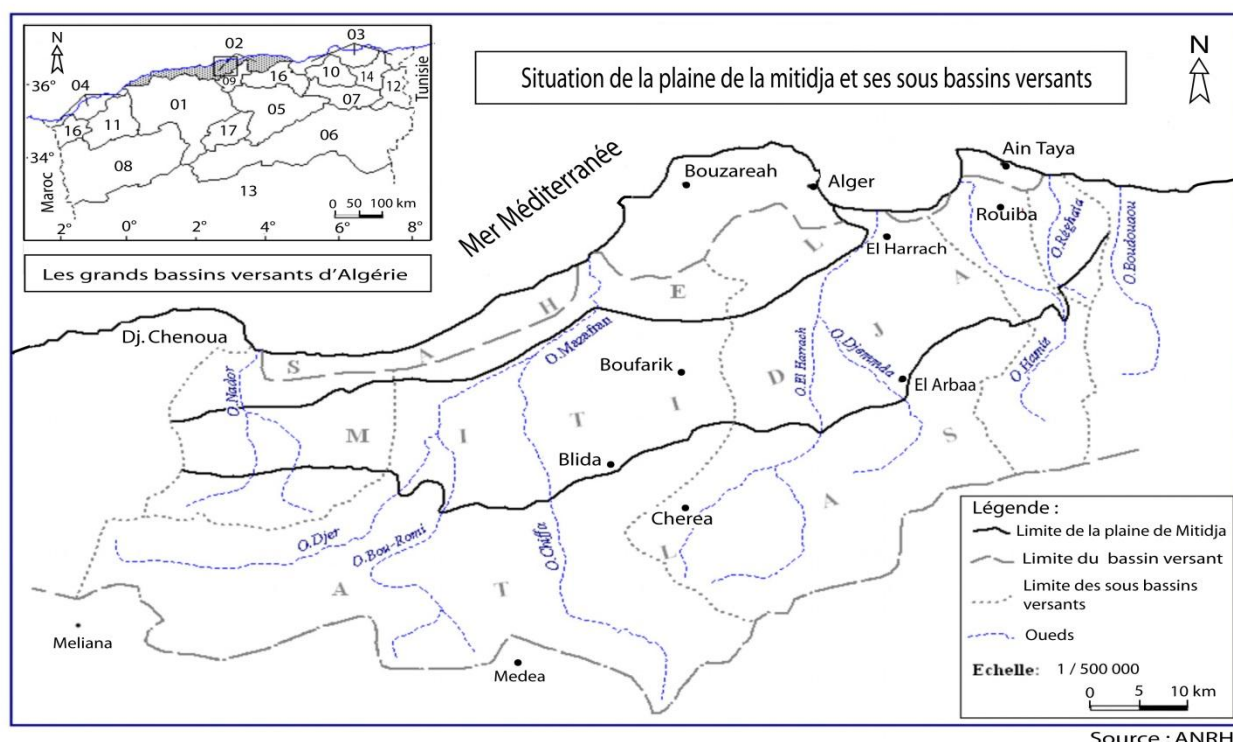 Situation de la plaine de la mitidja et ses sous bassins versants
N
N
02
03
04
36°
09
16
10
14
12
Tunisie
01
07
05
16
11
17
06
34°
08
13
Maroc
0 50 100 km
2° 0° 2° 4° 6° 8°
Les grands bassins versants d'Algérie
Mer Méditerranée
Bouzareah
Alger
Ain Taya
Rouiba
El Harrach
O.Réghaia
O.Boudouaou
Dj. Chenoua
S A H E L
O.Nador
O.Mazafran
Boufarik
O.El Harrach
O.Djemmda
El Arbaa
O.Hamiz
M I T I D J A
Blida
Cherea
O.Djer
O.Bou-Romi
O.Chiffa
A T L A S
Meliana
Medea
Légende :
Limite de la plaine de Mitidja
Limite du bassin versant
Limite des sous bassins
versants
Oueds
Echelle: 1 / 500 000
0 5 10 km
Source : ANRH